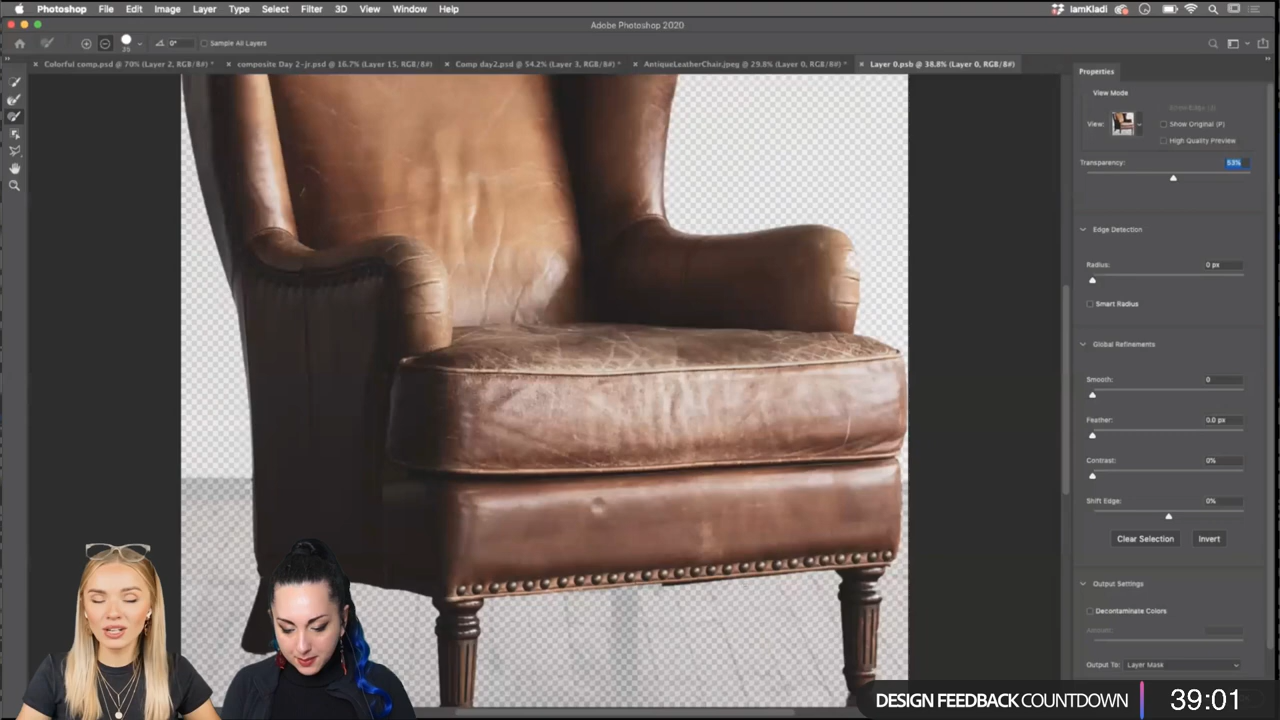 Photoshop File Edit Image Layer Type Select Filter 3D View Window Help IamKladi
Adobe Photoshop 2020
0° Sample All Layers
Colorful comp.psd @ 70% (Layer 2, RGB/8#) * composite Day 2-jr.psd @ 16.7% (Layer 15, RGB/8#) Comp day2.psd @ 54.2% (Layer 3, RGB/8#) * AntiqueLeatherChair.jpeg @ 29.8% (Layer 0, RGB/8#) * Layer 0.psb @ 38.8% (Layer 0, RGB/8#)
Properties
View Mode
View: Show Original (P)
High Quality Preview
Transparency: 53%
Edge Detection
Radius: 0 px
Smart Radius
Global Refinements
Smooth: 0
Feather: 0.0 px
Contrast: 0%
Shift Edge: 0%
Clear Selection Invert
Output Settings
Decontaminate Colors
Amount:
Output To: Layer Mask
DESIGN FEEDBACK COUNTDOWN 39:01